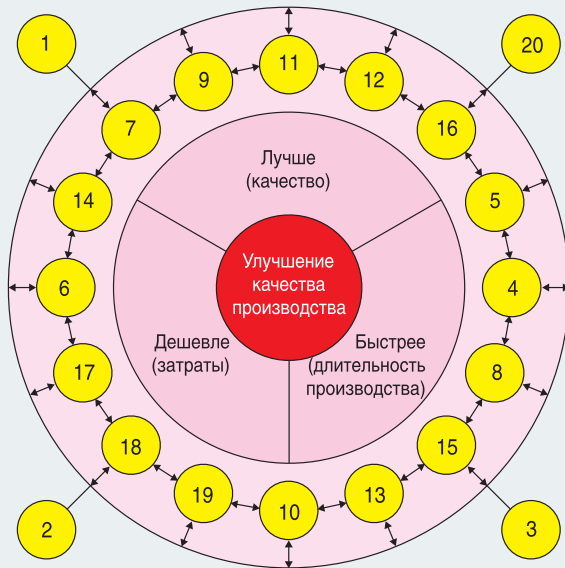 1
20
11
9
12
7
16
Лучше
(качество)
14
5
Улучшение
качества
производства
6
4
Дешевле
(затраты)
Быстрее
(длительность
производства)
17
8
18
15
19
13
10
2
3